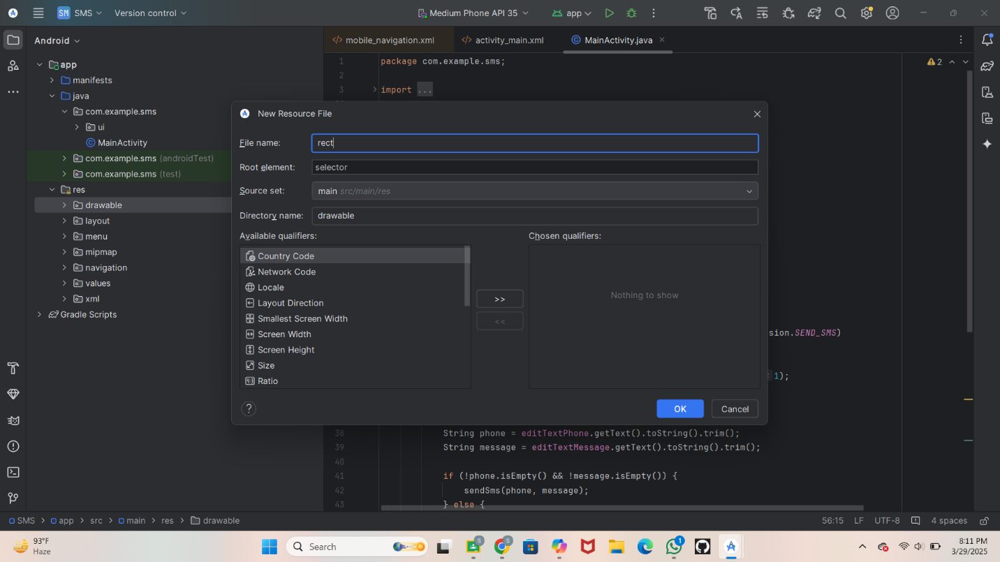 SM SMS Version control Medium Phone API 35 app
Android
mobile_navigation.xml activity_main.xml MainActivity.java
app
manifests
java
com.example.sms
ui
MainActivity
com.example.sms (androidTest)
com.example.sms (test)
res
drawable
layout
menu
mipmap
navigation
values
xml
Gradle Scripts
1 package com.example.sms;
2
3 import ...
2
New Resource File
File name: rect
Root element: selector
Source set: main src/main/res
Directory name: drawable
Available qualifiers: Chosen qualifiers:
Country Code
Network Code
Locale
Layout Direction
Smallest Screen Width
Screen Width
Screen Height
Size
Ratio
>>
<<
Nothing to show
? OK Cancel
sion.SEND_SMS)
: 1);
38 String phone = editTextPhone.getText().toString().trim();
39 String message = editTextMessage.getText().toString().trim();
40
41 if (!phone.isEmpty() && !message.isEmpty()) {
42 sendSms(phone, message);
43 } else {
SMS > app > src > main > res > drawable 56:15 LF UTF-8 4 spaces
93°F
Haze
Search
S
S
1
8:11 PM
3/29/2025